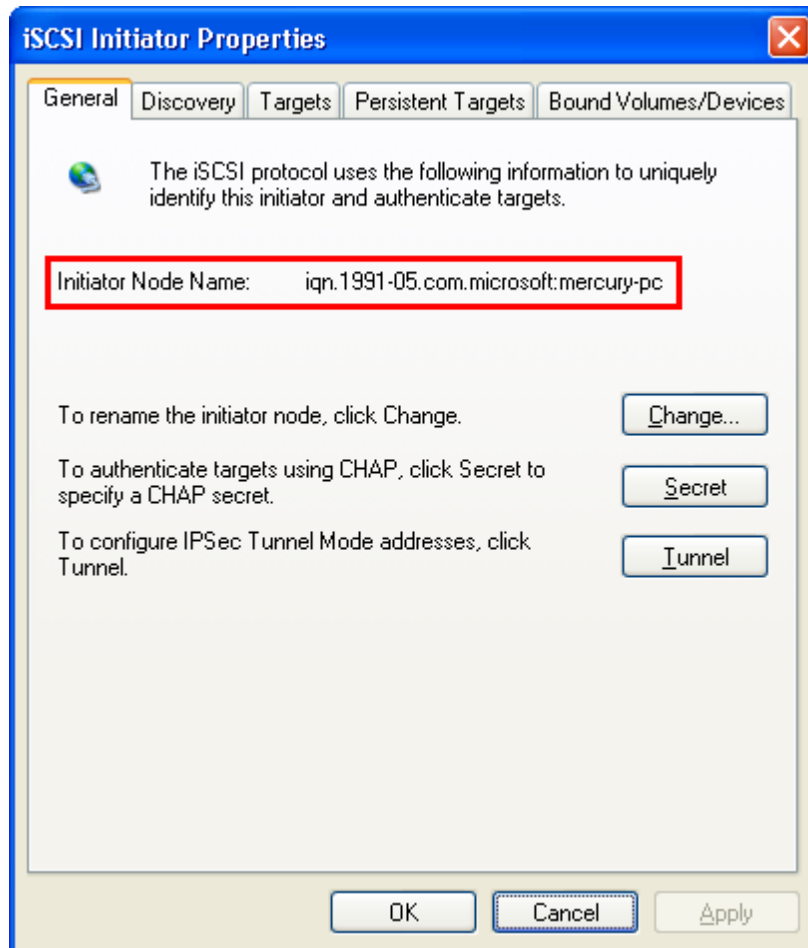 iSCSI Initiator Properties
General Discovery Targets Persistent Targets Bound Volumes/Devices
The iSCSI protocol uses the following information to uniquely
identify this initiator and authenticate targets.
Initiator Node Name: iqn.1991-05.com.microsoft:mercury-pc
To rename the initiator node, click Change.
Change...
To authenticate targets using CHAP, click Secret to
specify a CHAP secret.
Secret
To configure IPSec Tunnel Mode addresses, click
Tunnel.
Tunnel
OK Cancel Apply